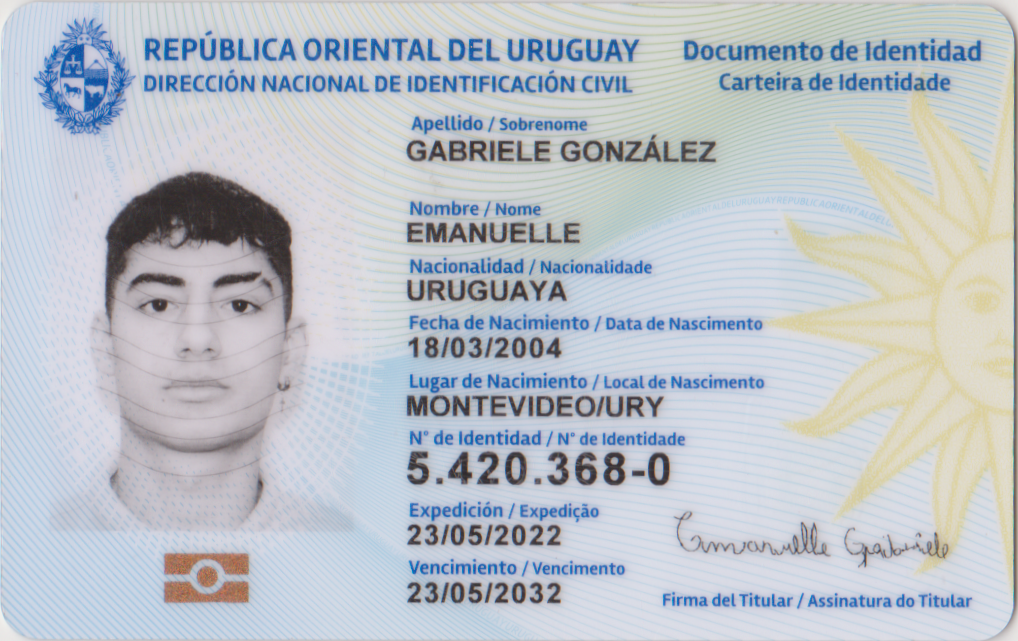 REPÚBLICA ORIENTAL DEL URUGUAY
DIRECCIÓN NACIONAL DE IDENTIFICACIÓN CIVIL
Documento de Identidad
Carteira de Identidade
Apellido / Sobrenome
GABRIELE GONZÁLEZ
Nombre / Nome
EMANUELLE
Nacionalidad / Nacionalidade
URUGUAYA
Fecha de Nacimiento / Data de Nascimento
18/03/2004
Lugar de Nacimiento / Local de Nascimento
MONTEVIDEO/URY
N° de Identidad / N° de Identidade
5.420.368-0
Expedición / Expedição
23/05/2022
Vencimiento / Vencimento
23/05/2032
Emanuelle Gabriele
Firma del Titular / Assinatura do Titular